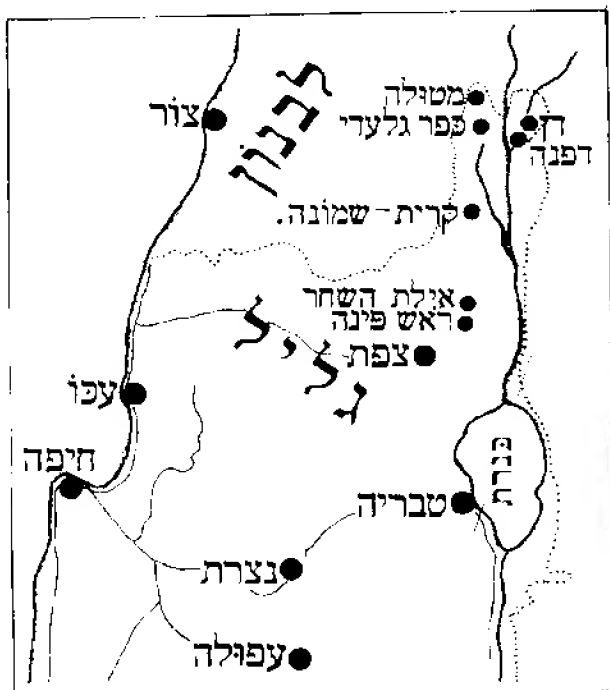 לבנון
מטולה
צור
כפר גלעדי
דן
דפנה
קרית-שמונה.
אילת השחר
ראש פינה
גליל
צפת
עכו
חיפה
כנרת
טבריה
נצרת
עפולה